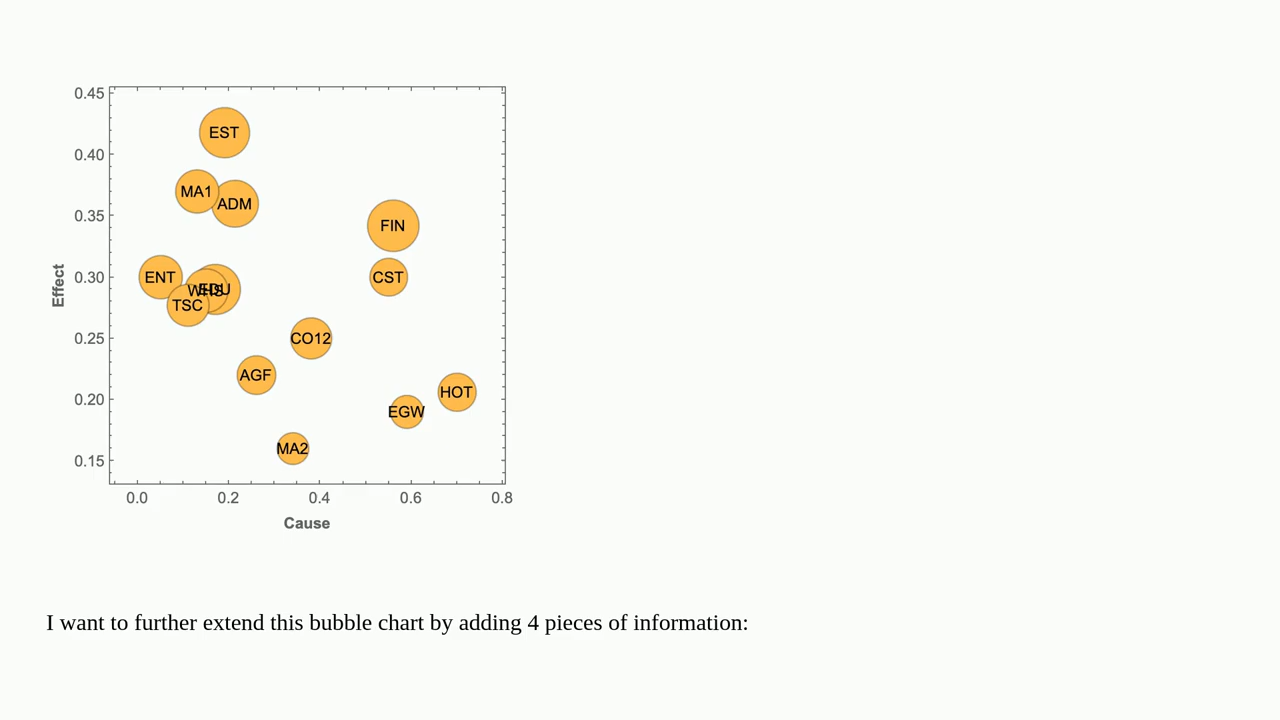 0.45
EST
0.40
MA1
ADM
0.35
FIN
0.30
ENT
CST
WHS
EDU
TSC
Effect
0.25
CO12
AGF
HOT
0.20
EGW
MA2
0.15
0.0 0.2 0.4 0.6 0.8
Cause
I want to further extend this bubble chart by adding 4 pieces of information: